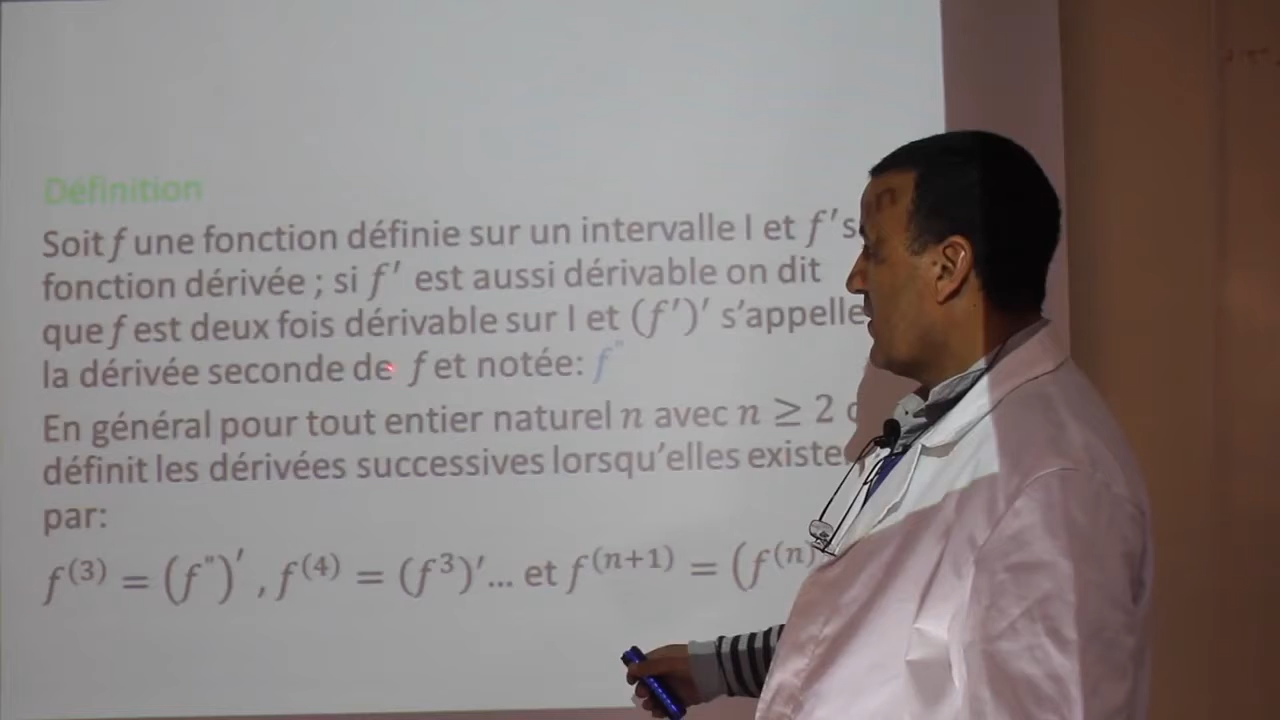 Définition
Soit f une fonction définie sur un intervalle I et f' s
fonction dérivée ; si f' est aussi dérivable on dit
que f est deux fois dérivable sur I et (f')' s'appelle
la dérivée seconde de f et notée: f"
En général pour tout entier naturel n avec n ≥ 2
définit les dérivées successives lorsqu'elles existe
par:
f⁽³⁾ = (f")' , f⁽⁴⁾ = (f³)'... et f⁽ⁿ⁺¹⁾ = (f⁽ⁿ⁾